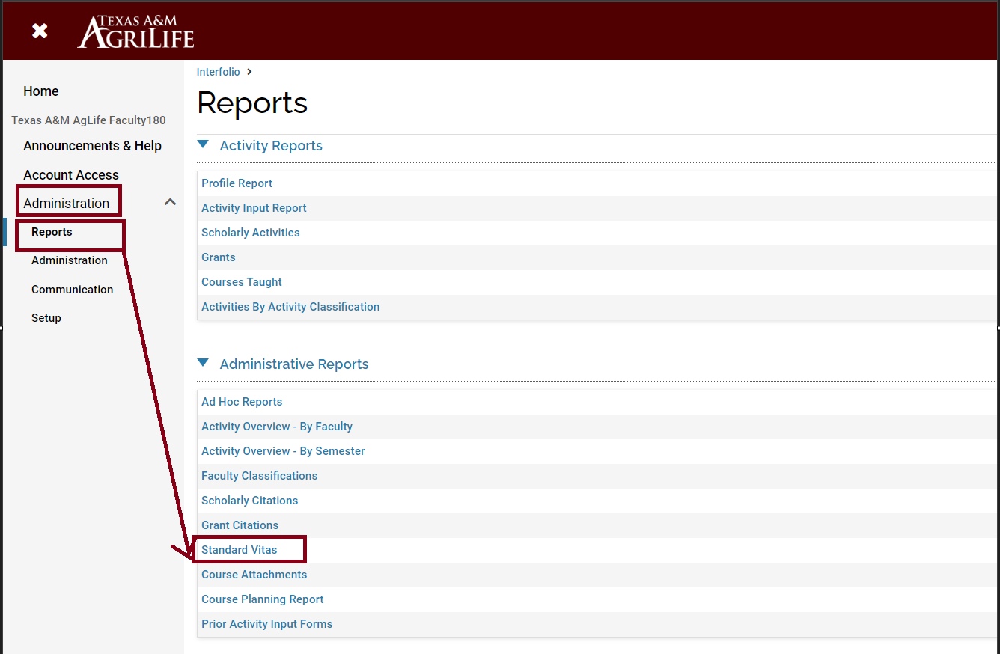 TEXAS A&M
AGRILIFE
Home
Texas A&M AgLife Faculty180
Announcements & Help
Account Access
Administration
Reports
Administration
Communication
Setup
Interfolio
Reports
Activity Reports
Profile Report
Activity Input Report
Scholarly Activities
Grants
Courses Taught
Activities By Activity Classification
Administrative Reports
Ad Hoc Reports
Activity Overview - By Faculty
Activity Overview - By Semester
Faculty Classifications
Scholarly Citations
Grant Citations
Standard Vitas
Course Attachments
Course Planning Report
Prior Activity Input Forms